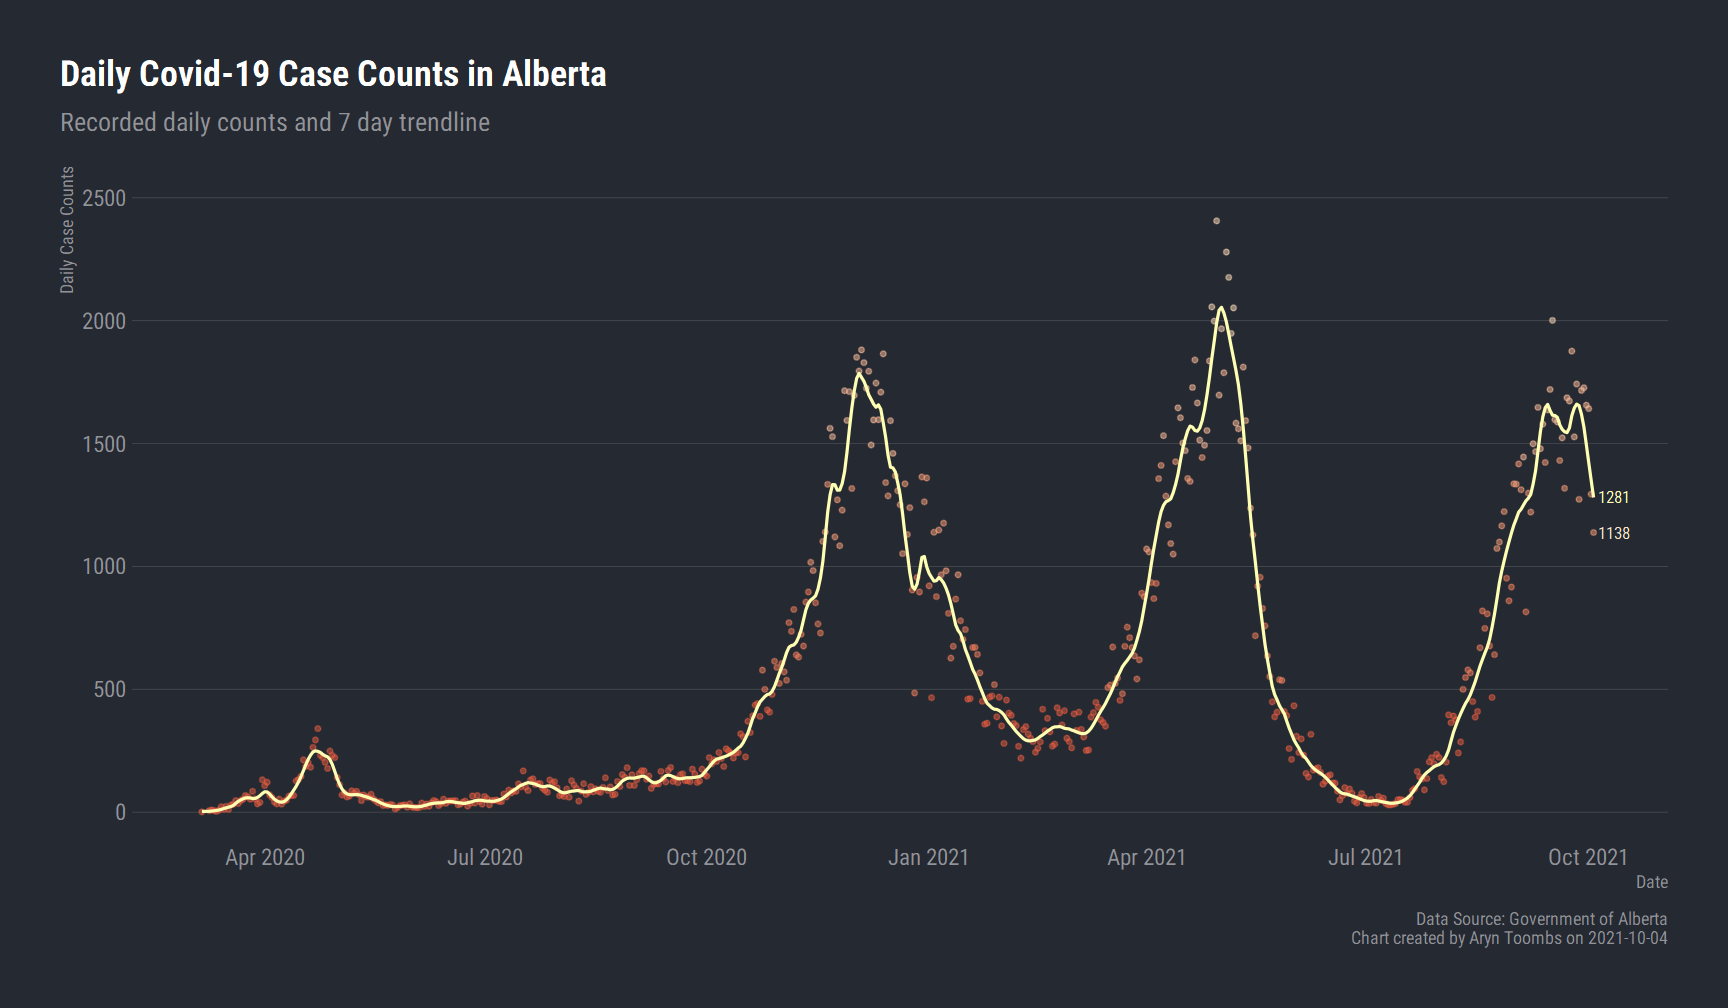 Daily Covid-19 Case Counts in Alberta
Recorded daily counts and 7 day trendline
Daily Case Counts
2500
2000
1500
1000
500
0
1281
1138
Apr 2020
Jul 2020
Oct 2020
Jan 2021
Apr 2021
Jul 2021
Oct 2021
Date
Data Source: Government of Alberta
Chart created by Aryn Toombs on 2021-10-04